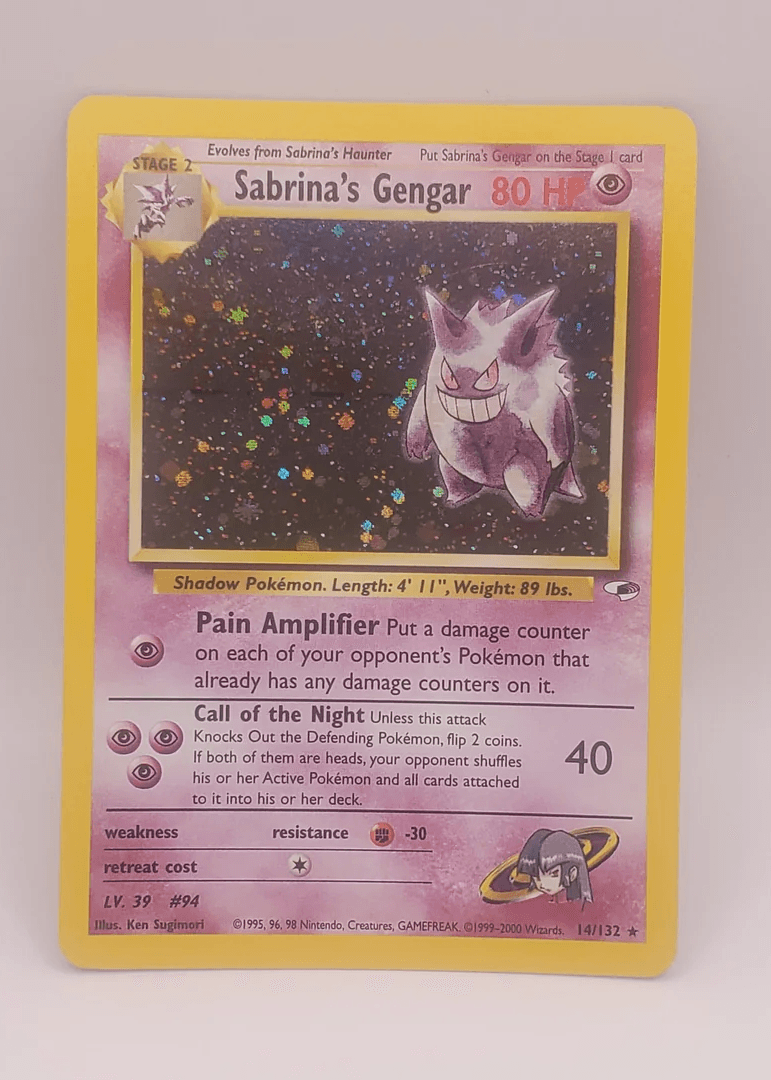 Evolves from Sabrina's Haunter Put Sabrina's Gengar on the Stage 1 card
STAGE 2
Sabrina's Gengar 80 HP
Shadow Pokémon. Length: 4' 11", Weight: 89 lbs.
Pain Amplifier Put a damage counter
on each of your opponent's Pokémon that
already has any damage counters on it.
Call of the Night Unless this attack
Knocks Out the Defending Pokémon, flip 2 coins.
If both of them are heads, your opponent shuffles
his or her Active Pokémon and all cards attached
to it into his or her deck.
40
weakness resistance -30
retreat cost
LV. 39 #94
Illus. Ken Sugimori ©1995, 96, 98 Nintendo, Creatures, GAMEFREAK. ©1999-2000 Wizards. 14/132 ★